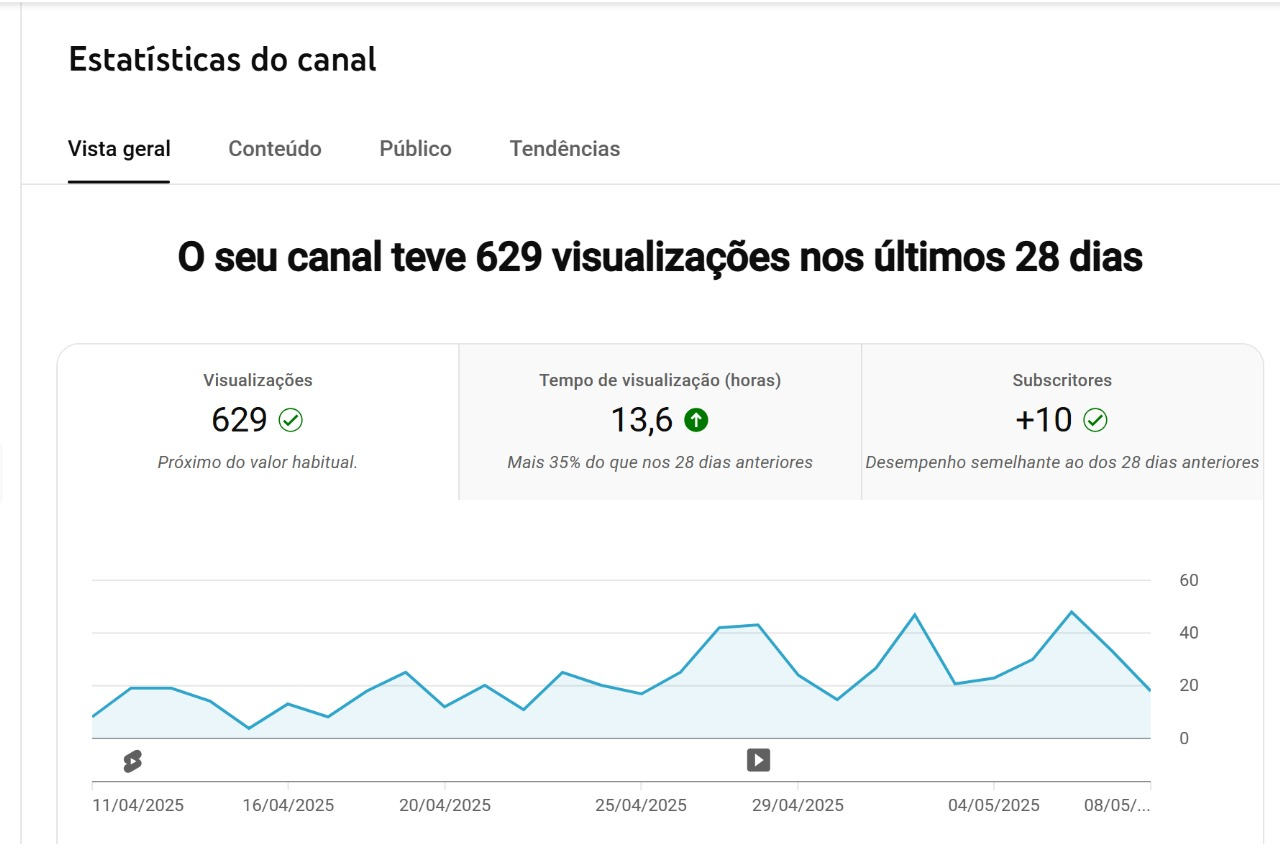 Estatísticas do canal
Vista geral Conteúdo Público Tendências
O seu canal teve 629 visualizações nos últimos 28 dias
Visualizações
629
Próximo do valor habitual.
Tempo de visualização (horas)
13,6
Mais 35% do que nos 28 dias anteriores
Subscritores
+10
Desempenho semelhante ao dos 28 dias anteriores
60
40
20
0
11/04/2025 16/04/2025 20/04/2025 25/04/2025 29/04/2025 04/05/2025 08/05/...